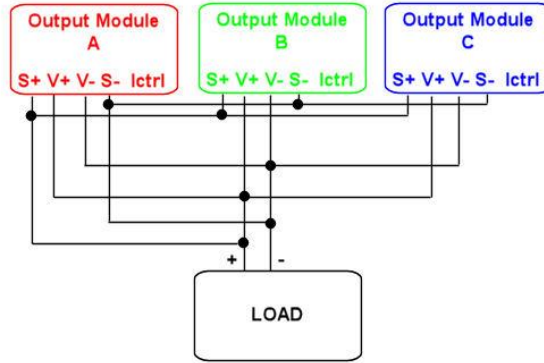 Output Module
A
S+ V+ V- S- Ictrl
Output Module
B
S+ V+ V- S- Ictrl
Output Module
C
S+ V+ V- S- Ictrl
+ -
LOAD